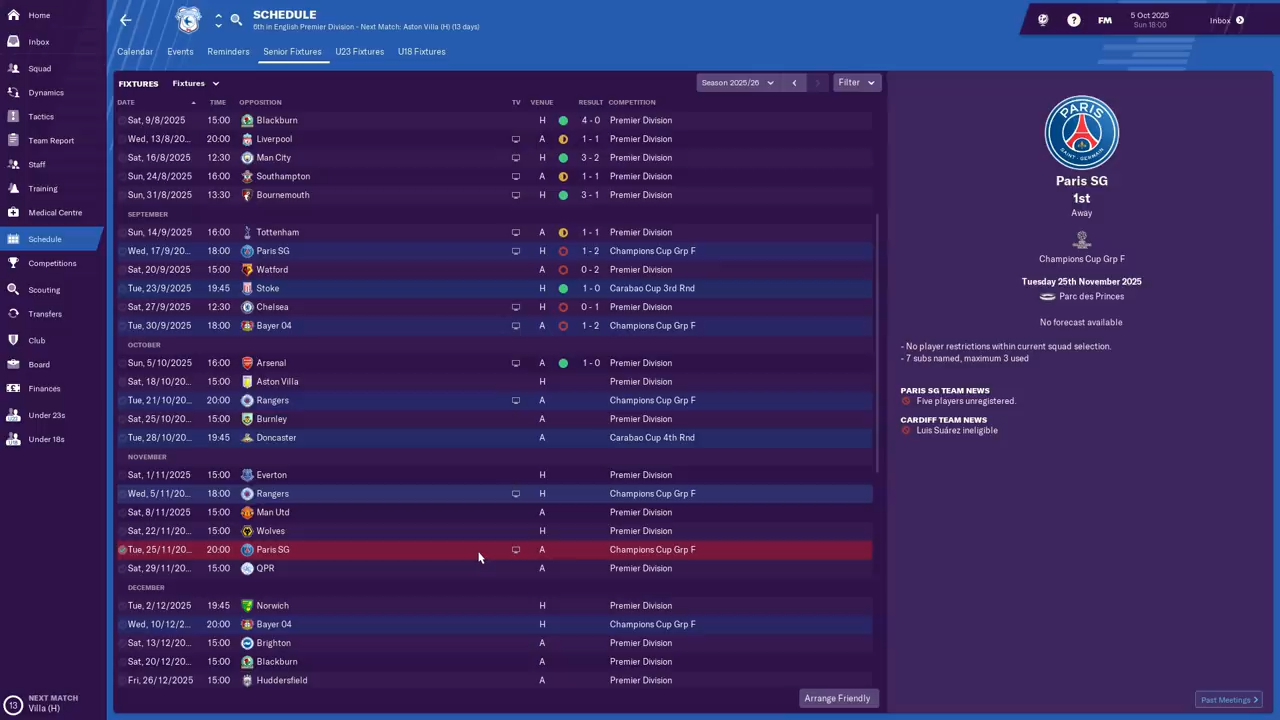 Home
Inbox
Squad
Dynamics
Tactics
Team Report
Staff
Training
Medical Centre
Schedule
Competitions
Scouting
Transfers
Club
Board
Finances
Under 23s
Under 18s
13
NEXT MATCH
Villa (H)
SCHEDULE
6th in English Premier Division - Next Match: Aston Villa (H) (13 days)
? FM 5 Oct 2025
Sun 18:00
Inbox
Calendar Events Reminders Senior Fixtures U23 Fixtures U18 Fixtures
FIXTURES Fixtures Season 2025/26 Filter
DATE TIME OPPOSITION TV VENUE RESULT COMPETITION
Sat, 9/8/2025 15:00 Blackburn H 4 - 0 Premier Division
Wed, 13/8/20... 20:00 Liverpool A 1 - 1 Premier Division
Sat, 16/8/2025 12:30 Man City H 3 - 2 Premier Division
Sun, 24/8/2025 16:00 Southampton A 1 - 1 Premier Division
Sun, 31/8/2025 13:30 Bournemouth H 3 - 1 Premier Division
SEPTEMBER
Sun, 14/9/2025 16:00 Tottenham A 1 - 1 Premier Division
Wed, 17/9/20... 18:00 Paris SG H 1 - 2 Champions Cup Grp F
Sat, 20/9/2025 15:00 Watford A 0 - 2 Premier Division
Tue, 23/9/2025 19:45 Stoke H 1 - 0 Carabao Cup 3rd Rnd
Sat, 27/9/2025 12:30 Chelsea H 0 - 1 Premier Division
Tue, 30/9/2025 18:00 Bayer 04 A 1 - 2 Champions Cup Grp F
OCTOBER
Sun, 5/10/2025 16:00 Arsenal A 1 - 0 Premier Division
Sat, 18/10/20... 15:00 Aston Villa H Premier Division
Tue, 21/10/20... 20:00 Rangers A Champions Cup Grp F
Sat, 25/10/20... 15:00 Burnley A Premier Division
Tue, 28/10/20... 19:45 Doncaster A Carabao Cup 4th Rnd
NOVEMBER
Sat, 1/11/2025 15:00 Everton H Premier Division
Wed, 5/11/20... 18:00 Rangers H Champions Cup Grp F
Sat, 8/11/2025 15:00 Man Utd A Premier Division
Sat, 22/11/20... 15:00 Wolves H Premier Division
Tue, 25/11/20... 20:00 Paris SG A Champions Cup Grp F
Sat, 29/11/20... 15:00 QPR A Premier Division
DECEMBER
Tue, 2/12/2025 19:45 Norwich H Premier Division
Wed, 10/12/2... 20:00 Bayer 04 H Champions Cup Grp F
Sat, 13/12/20... 15:00 Brighton A Premier Division
Sat, 20/12/20... 15:00 Blackburn A Premier Division
Fri, 26/12/2025 15:00 Huddersfield A Premier Division
Arrange Friendly
PARIS
SAINT-GERMAIN
Paris SG
1st
Away
Champions Cup Grp F
Tuesday 25th November 2025
Parc des Princes
No forecast available
- No player restrictions within current squad selection.
- 7 subs named, maximum 3 used
PARIS SG TEAM NEWS
Five players unregistered.
CARDIFF TEAM NEWS
Luis Suárez ineligible
Past Meetings